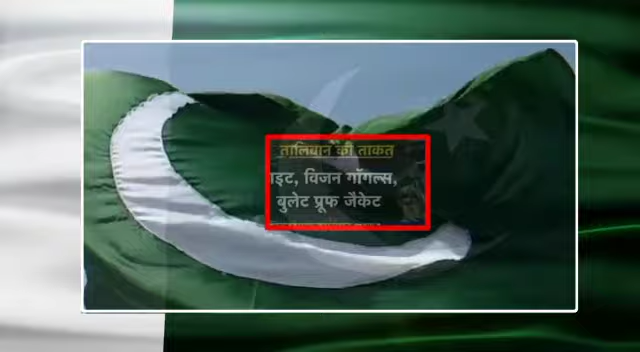 तालिबान की ताकत
इट, विजन गॉगल्स,
बुलेट प्रूफ जैकेट